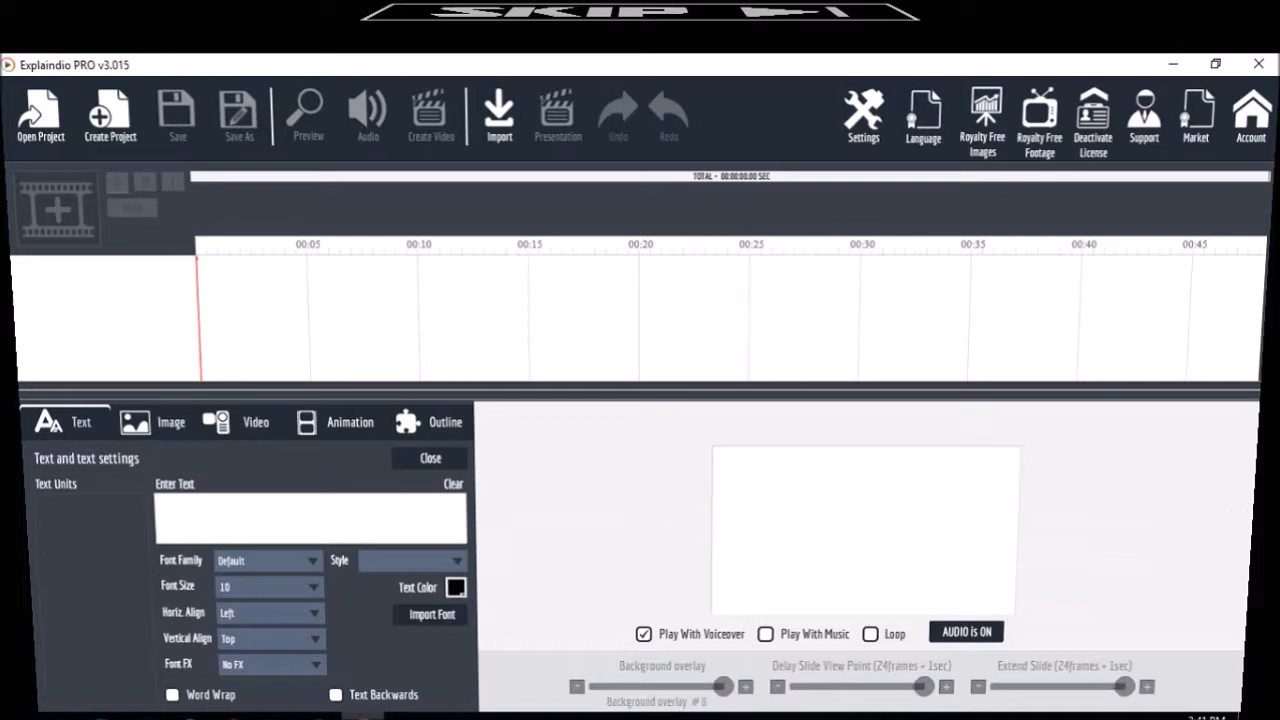 SKIP
Explaindio PRO v3.015
Open Project Create Project Save Save As Preview Audio Create Video Import Presentation Undo Redo Settings Language Royalty Free Images Royalty Free Footage Deactivate License Support Market Account
TOTAL - 00:00:00.00 SEC
00:05 00:10 00:15 00:20 00:25 00:30 00:35 00:40 00:45
Text Image Video Animation Outline
Text and text settings Close
Text Units Enter Text Clear
Font Family Default Style
Font Size 10 Text Color
Horiz. Align Left Import Font
Vertical Align Top
Font FX No FX
Word Wrap Text Backwards
Play With Voiceover Play With Music Loop AUDIO is ON
Background overlay Delay Slide View Point (24frames = 1sec) Extend Slide (24frames = 1sec)
- + - + - +
Background overlay # 0